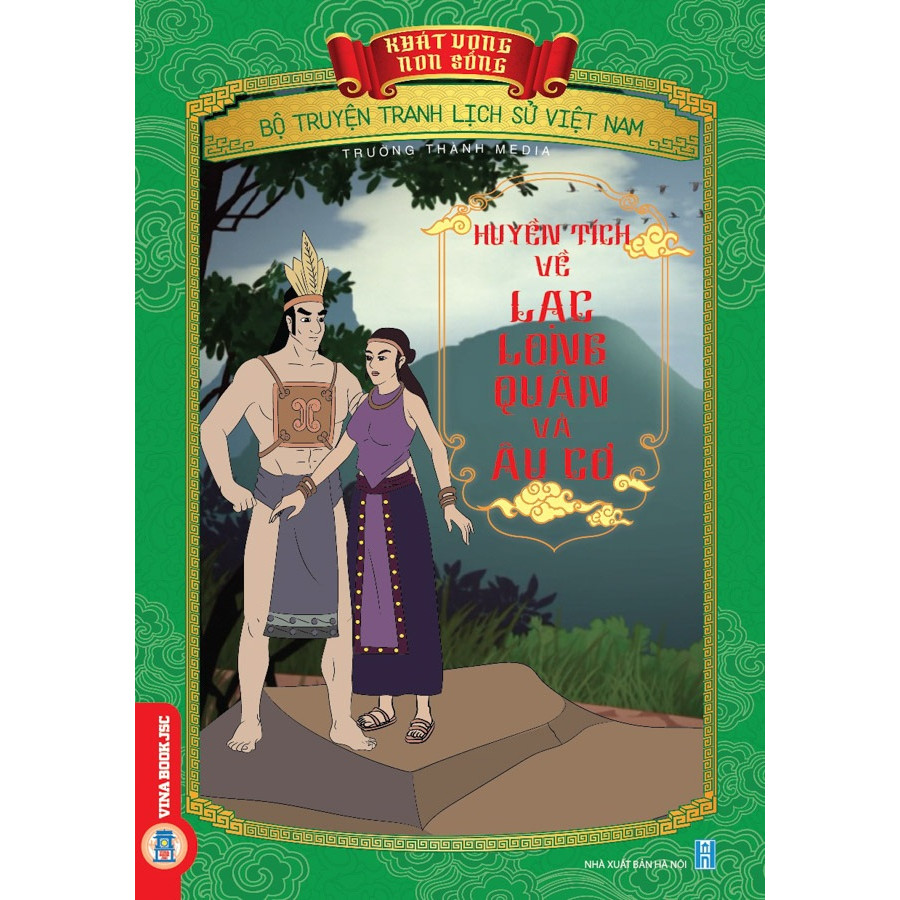 KHÁT VỌNG
NON SÔNG
BỘ TRUYỆN TRANH LỊCH SỬ VIỆT NAM
TRƯỜNG THÀNH MEDIA
HUYỀN TÍCH
VỀ
LẠC
LONG
QUÂN
VÀ
ÂU CƠ
VINA BOOK.JSC
NHÀ XUẤT BẢN HÀ NỘI